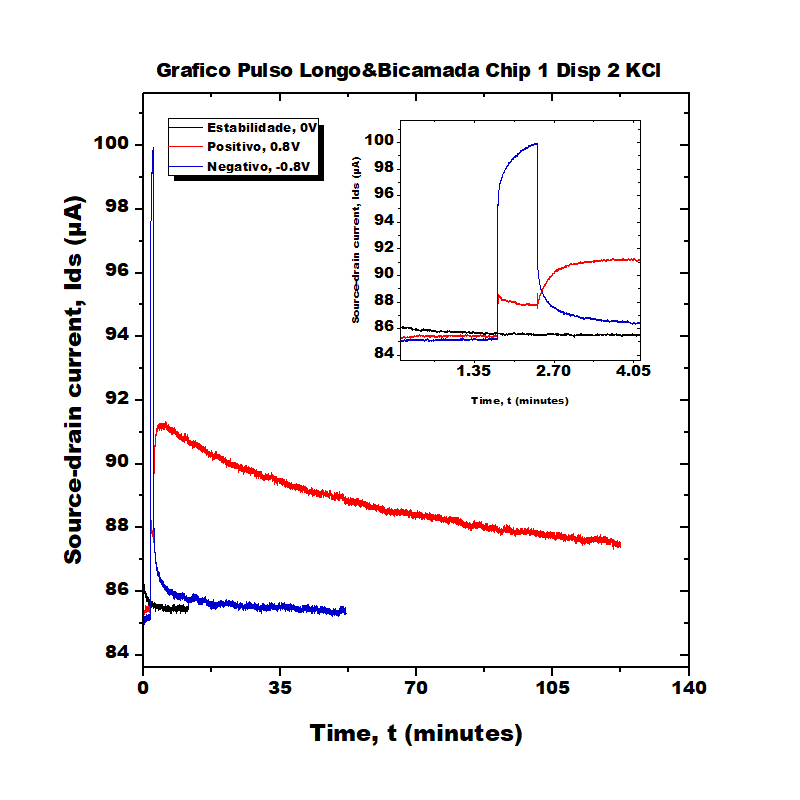 Grafico Pulso Longo&Bicamada Chip 1 Disp 2 KCl
Estabilidade, 0V
Positivo, 0.8V
Negativo, -0.8V
Source-drain current, Ids (µA)
100
98
96
94
92
90
88
86
84
0 35 70 105 140
Time, t (minutes)
Source-drain current, Ids (µA)
100
98
96
94
92
90
88
86
84
1.35 2.70 4.05
Time, t (minutes)